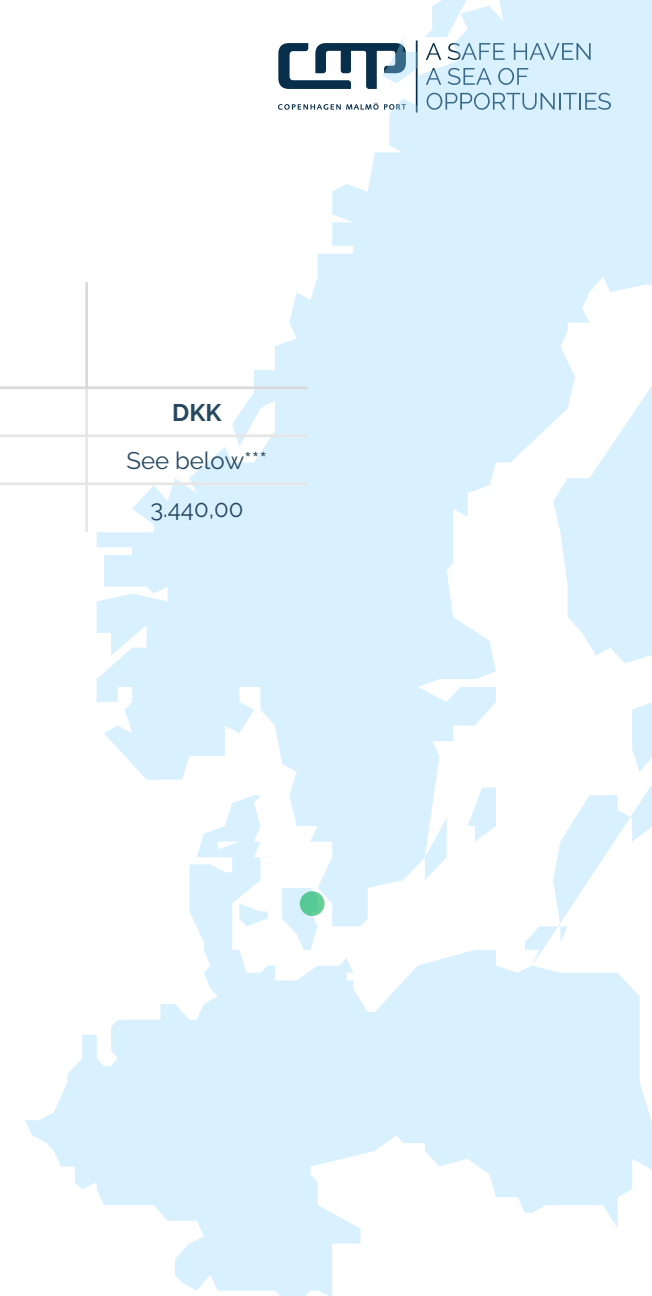 CMP
COPENHAGEN MALMÖ PORT
A SAFE HAVEN
A SEA OF
OPPORTUNITIES
DKK
See below***
3.440,00